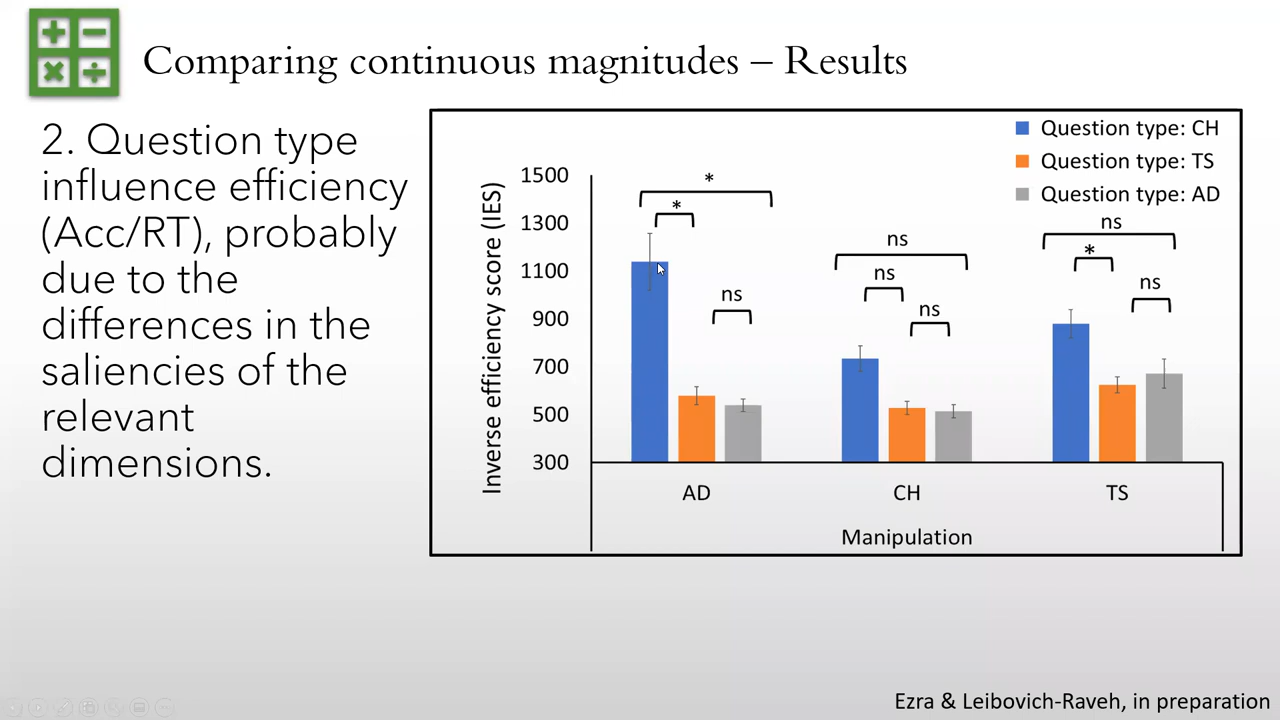 Comparing continuous magnitudes – Results
2. Question type
influence efficiency
(Acc/RT), probably
due to the
differences in the
saliencies of the
relevant
dimensions.
Question type: CH
Question type: TS
Question type: AD
Inverse efficiency score (IES)
1500
1300
1100
900
700
500
300
*
*
ns
ns
ns
ns
ns
*
ns
AD
CH
TS
Manipulation
Ezra & Leibovich-Raveh, in preparation